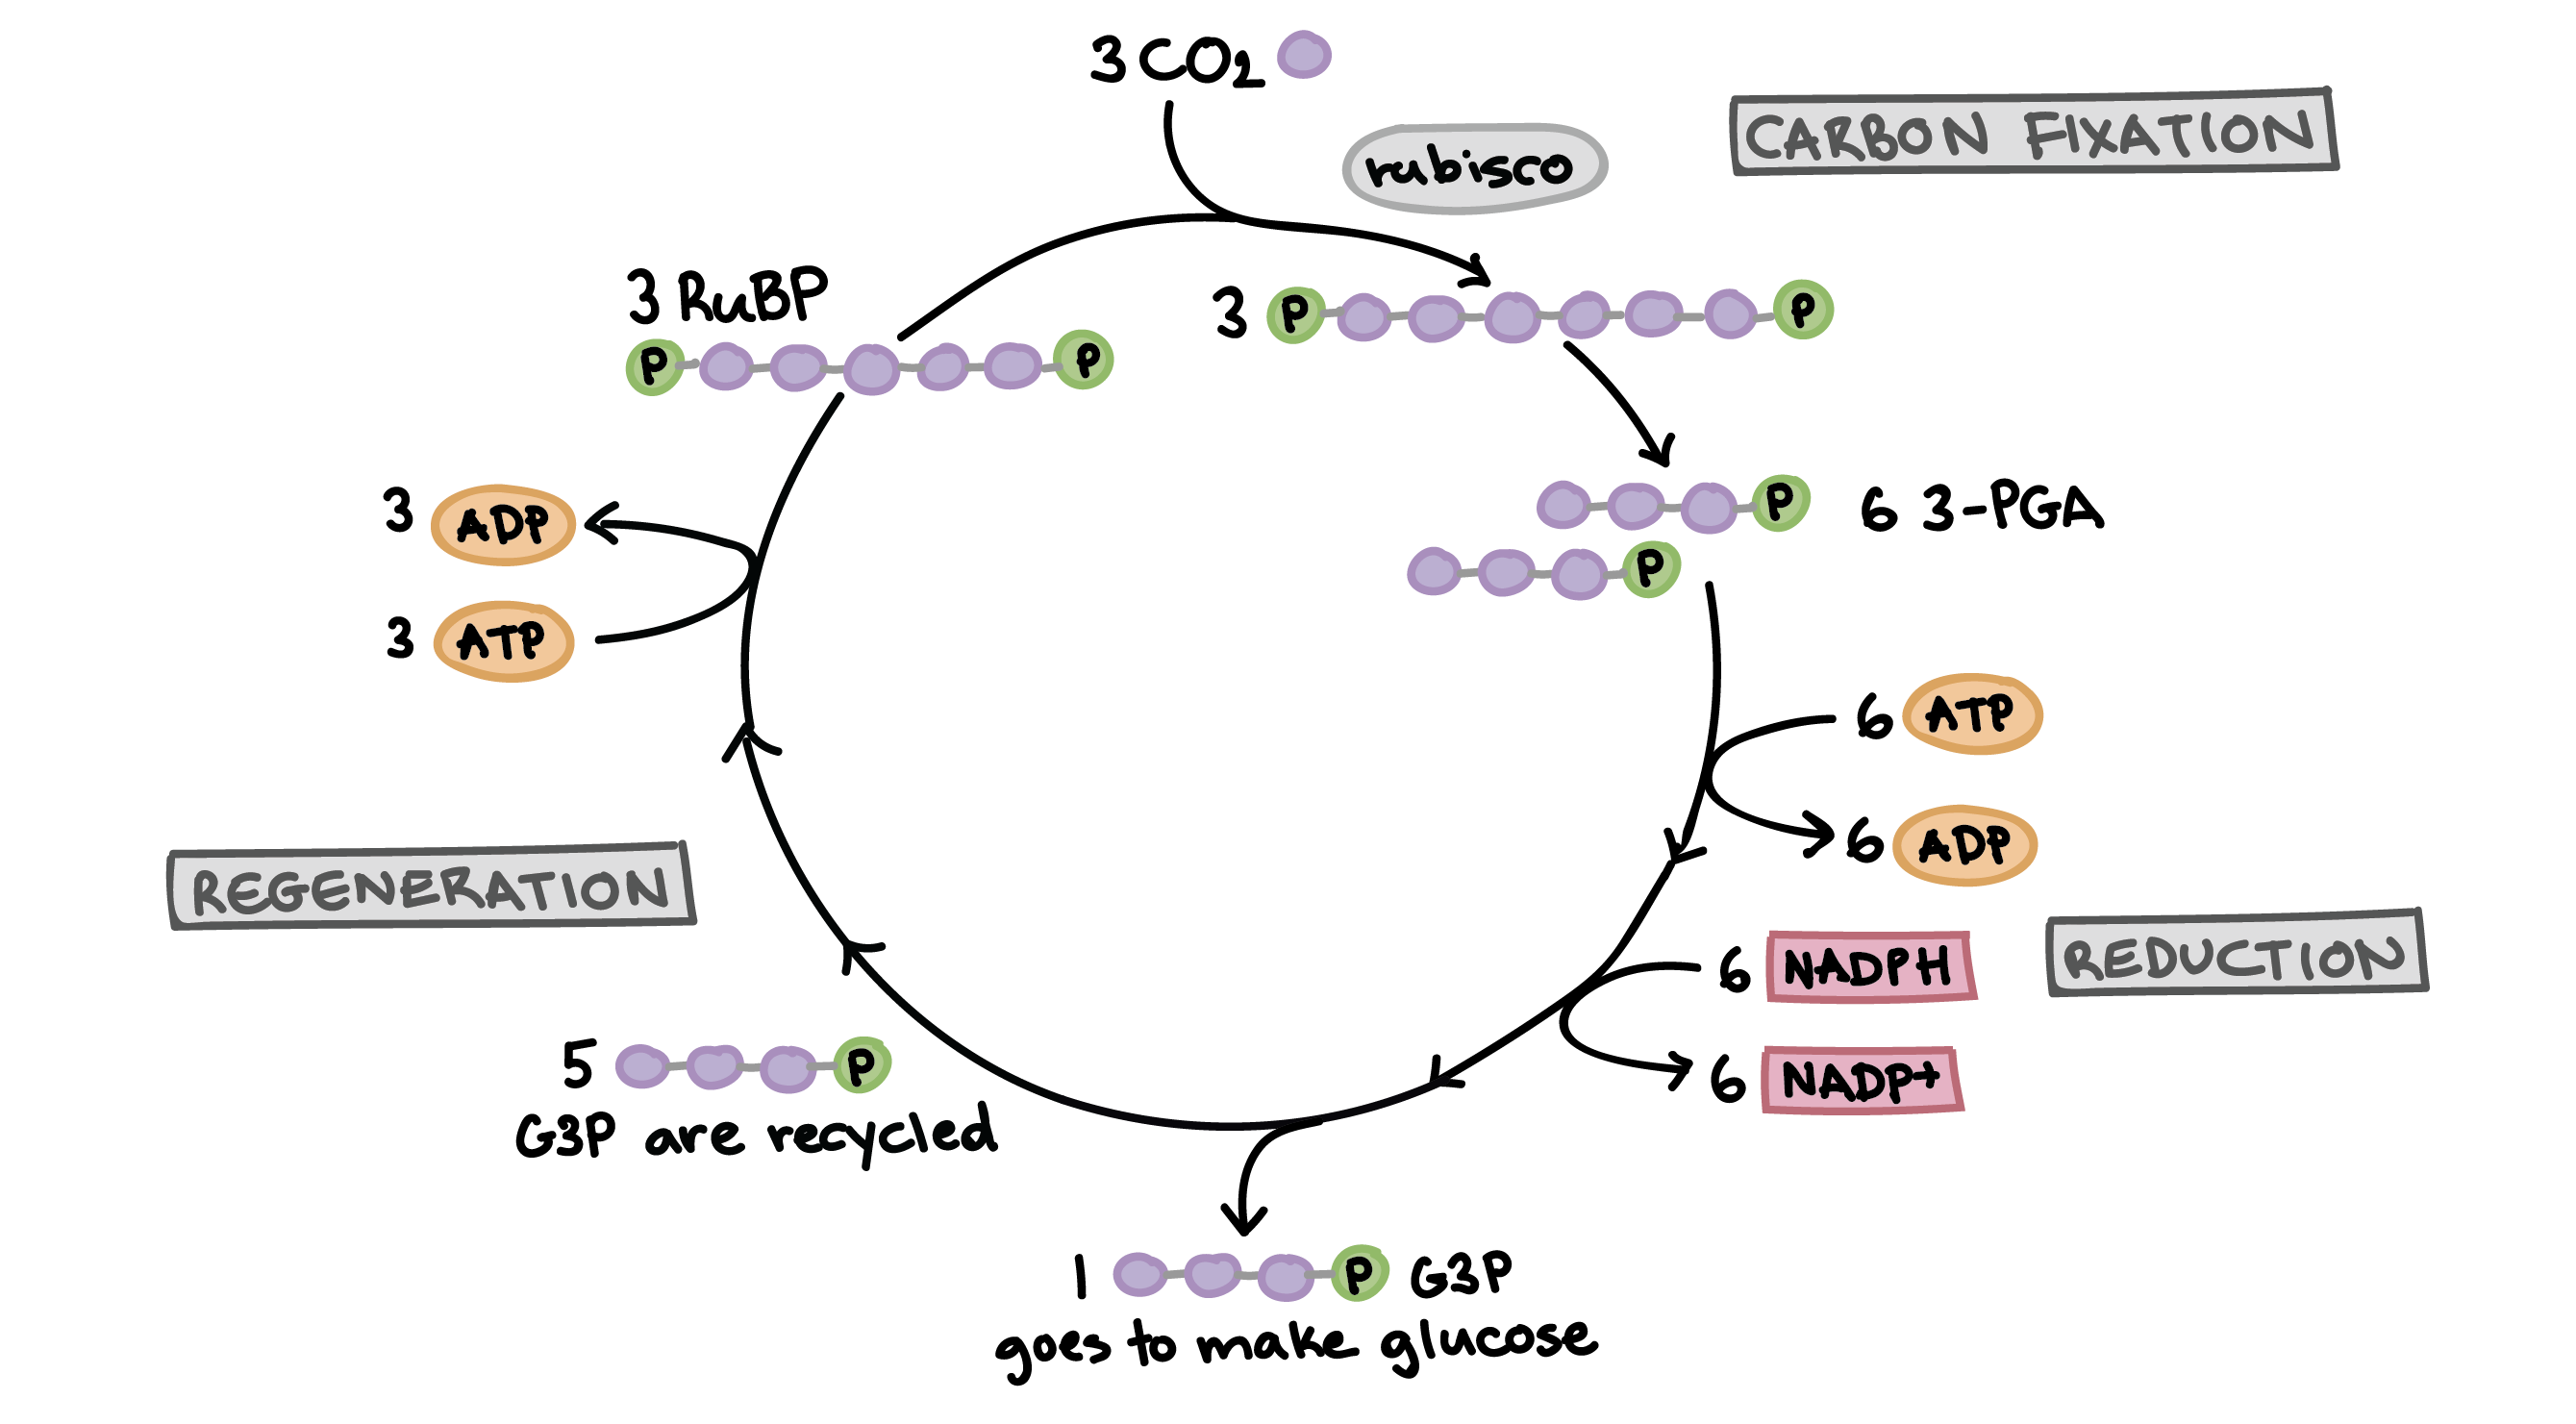 3 CO2
rubisco
CARBON FIXATION
3 RuBP
P P
3 P P
P 6 3-PGA
P
3 ADP
3 ATP
6 ATP
6 ADP
REGENERATION
6 NADPH
REDUCTION
6 NADP+
5 P
G3P are recycled
1 P G3P
goes to make glucose